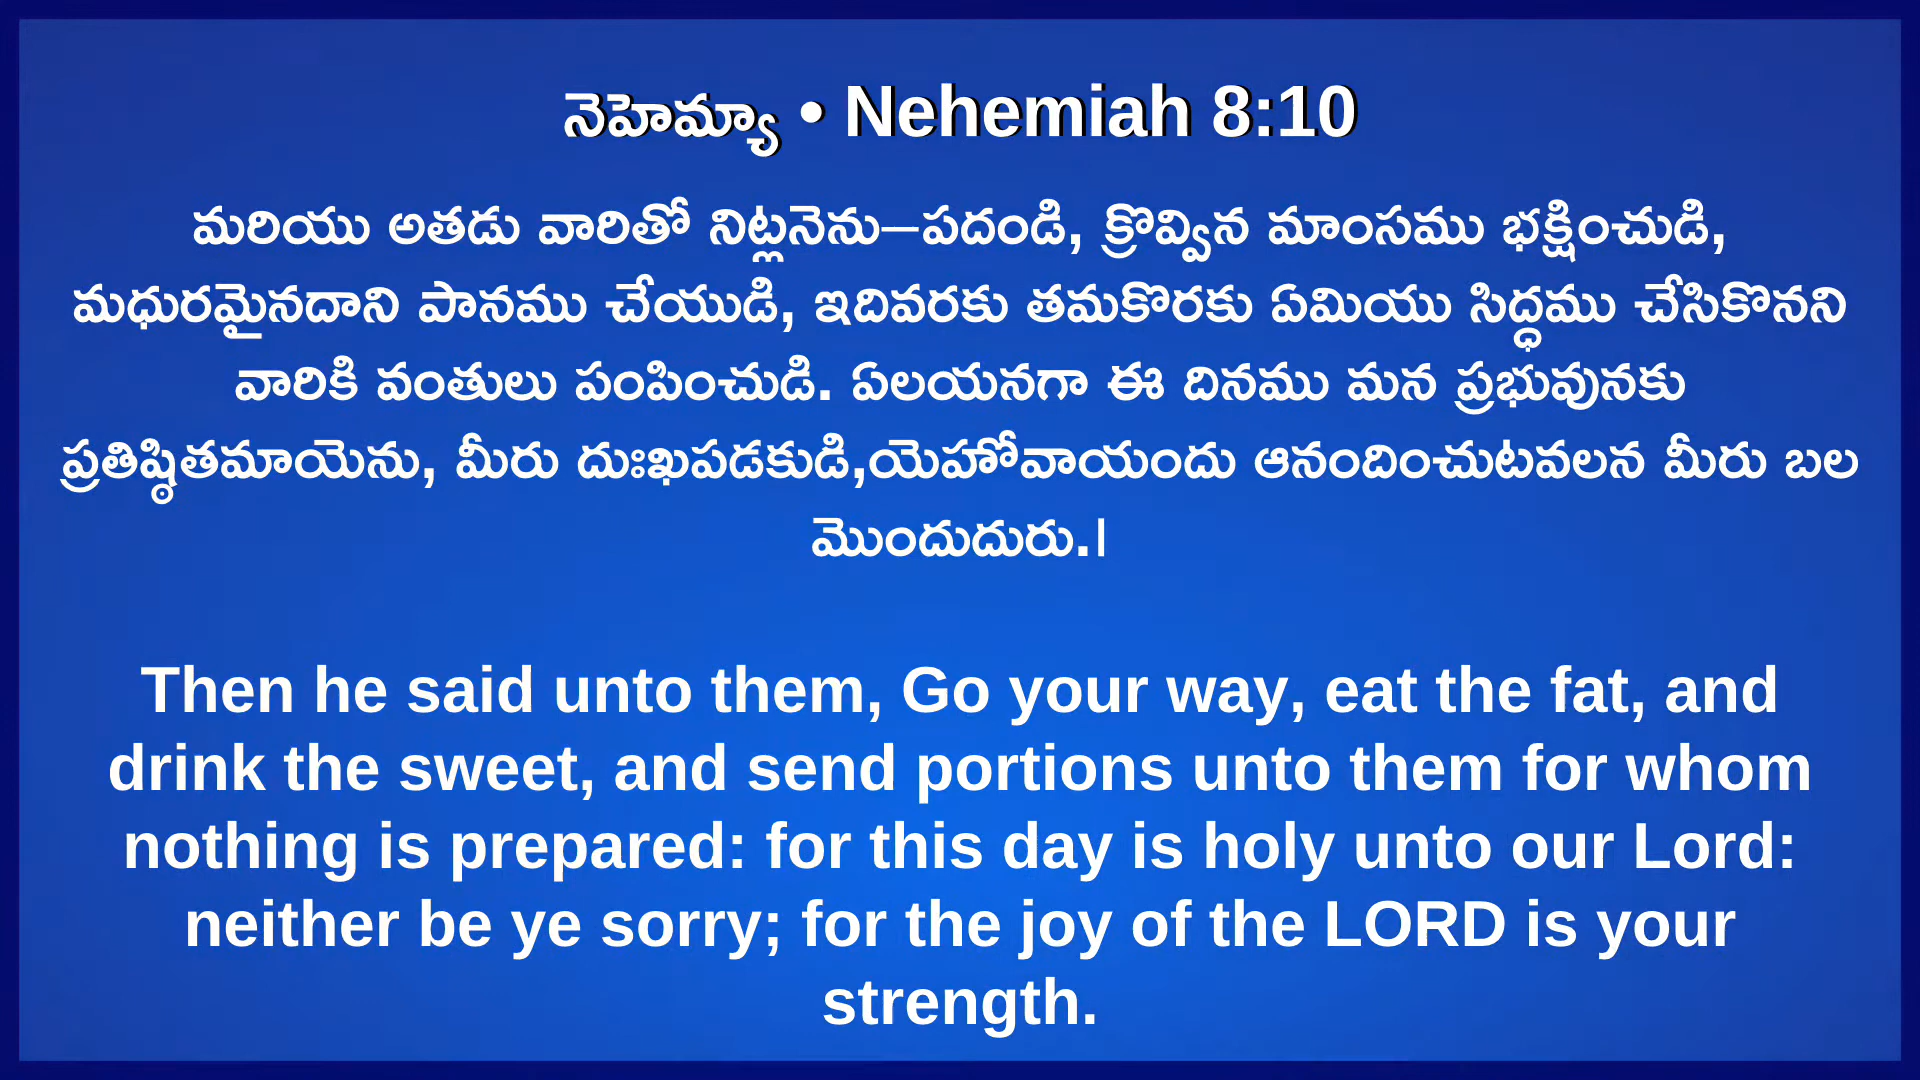 నెహెమ్యా • Nehemiah 8:10
మరియు అతడు వారితో నిట్లనెను—పదండి, క్రొవ్విన మాంసము భక్షించుడి,
మధురమైనదాని పానము చేయుడి, ఇదివరకు తమకొరకు ఏమియు సిద్ధము చేసికొనని
వారికి వంతులు పంపించుడి. ఏలయనగా ఈ దినము మన ప్రభువునకు
ప్రతిష్ఠితమాయెను, మీరు దుఃఖపడకుడి,యెహోవాయందు ఆనందించుటవలన మీరు బల
మొందుదురు.|
Then he said unto them, Go your way, eat the fat, and
drink the sweet, and send portions unto them for whom
nothing is prepared: for this day is holy unto our Lord:
neither be ye sorry; for the joy of the LORD is your
strength.